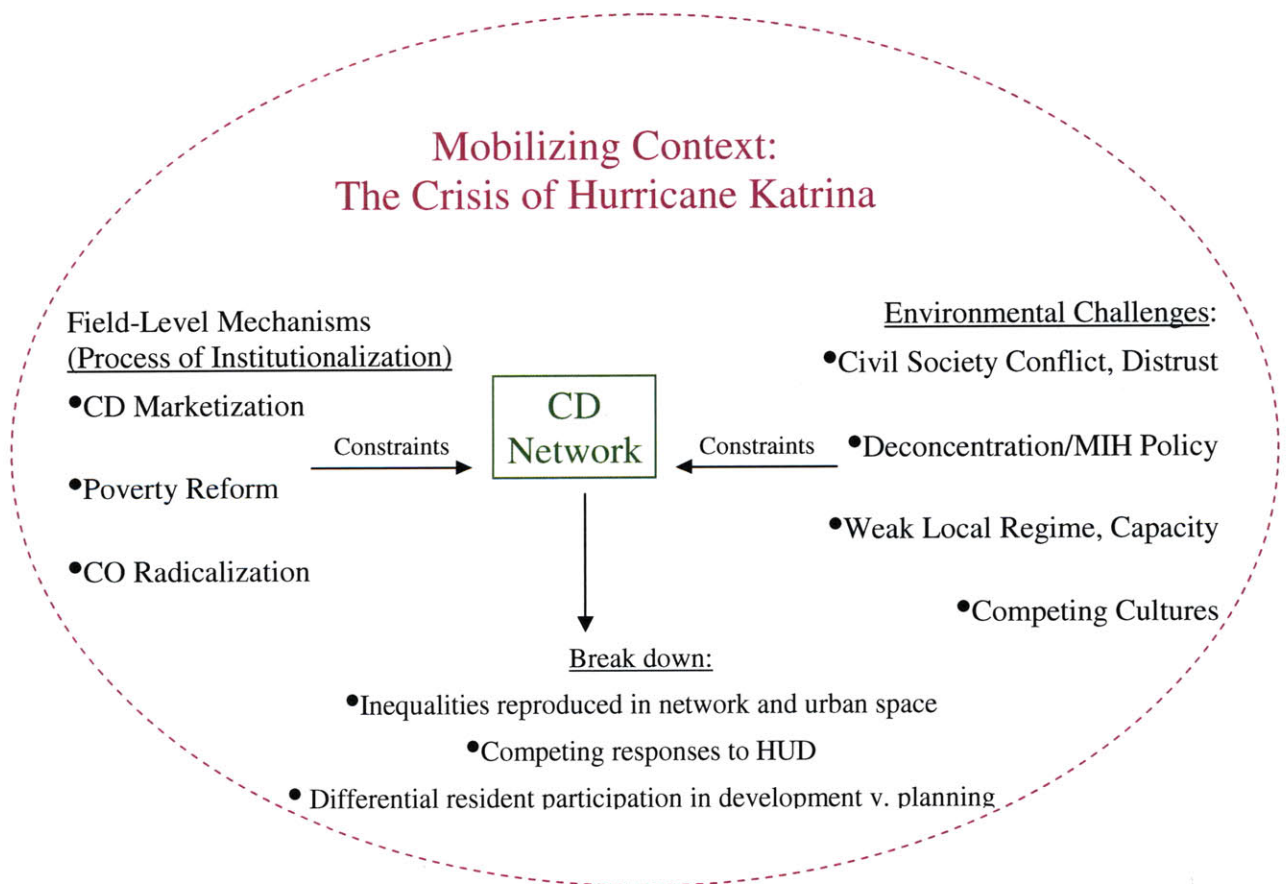 Mobilizing Context:
The Crisis of Hurricane Katrina
Field-Level Mechanisms
(Process of Institutionalization)
•CD Marketization
•Poverty Reform
•CO Radicalization
Constraints
CD
Network
Constraints
Environmental Challenges:
•Civil Society Conflict, Distrust
•Deconcentration/MIH Policy
•Weak Local Regime, Capacity
•Competing Cultures
Break down:
•Inequalities reproduced in network and urban space
•Competing responses to HUD
• Differential resident participation in development v. planning